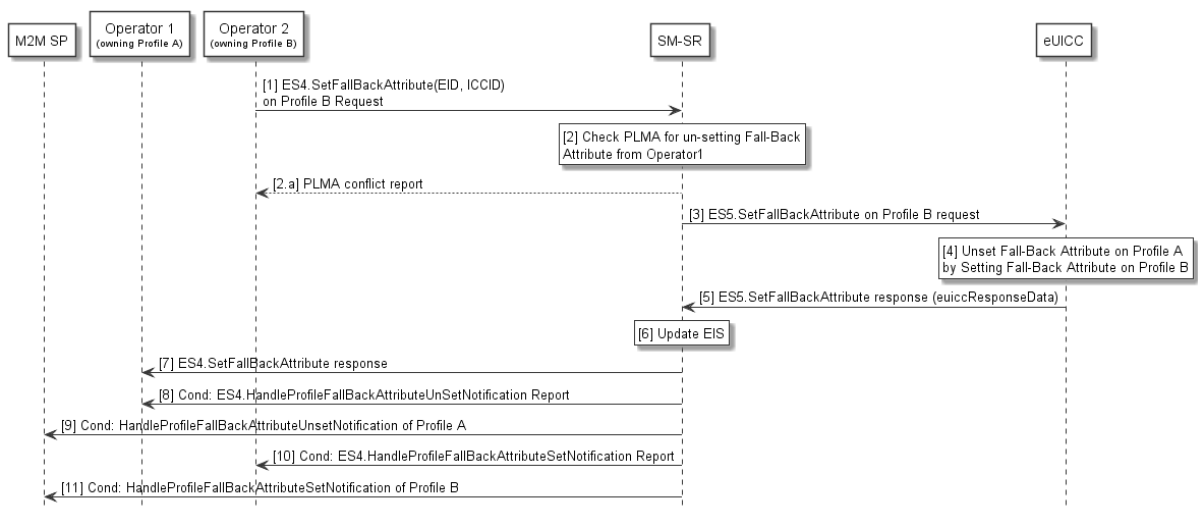 M2M SP
Operator 1
(owning Profile A)
Operator 2
(owning Profile B)
SM-SR
eUICC
[1] ES4.SetFallBackAttribute(EID, ICCID)
on Profile B Request
[2] Check PLMA for un-setting Fall-Back
Attribute from Operator1
[2.a] PLMA conflict report
[3] ES5.SetFallBackAttribute on Profile B request
[4] Unset Fall-Back Attribute on Profile A
by Setting Fall-Back Attribute on Profile B
[5] ES5.SetFallBackAttribute response (euiccResponseData)
[6] Update EIS
[7] ES4.SetFallBackAttribute response
[8] Cond: ES4.HandleProfileFallBackAttributeUnSetNotification Report
[9] Cond: HandleProfileFallBackAttributeUnsetNotification of Profile A
[10] Cond: ES4.HandleProfileFallBackAttributeSetNotification Report
[11] Cond: HandleProfileFallBackAttributeSetNotification of Profile B